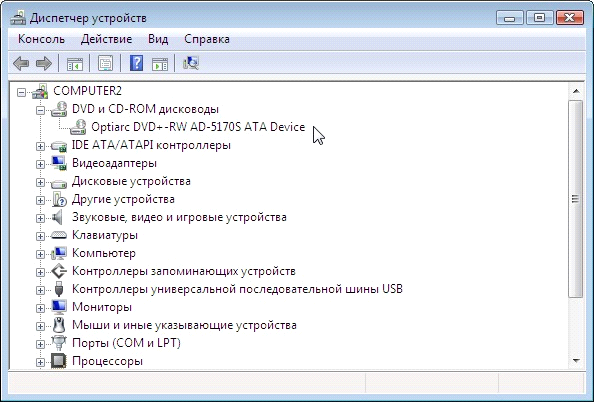 Диспетчер устройств
Консоль Действие Вид Справка
COMPUTER2
DVD и CD-ROM дисководы
Optiarc DVD+-RW AD-5170S ATA Device
IDE ATA/ATAPI контроллеры
Видеоадаптеры
Дисковые устройства
Другие устройства
Звуковые, видео и игровые устройства
Клавиатуры
Компьютер
Контроллеры запоминающих устройств
Контроллеры универсальной последовательной шины USB
Мониторы
Мыши и иные указывающие устройства
Порты (COM и LPT)
Процессоры